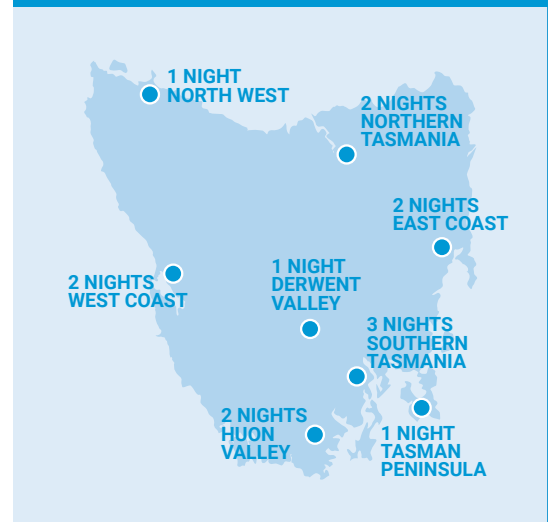 1 NIGHT
NORTH WEST
2 NIGHTS
NORTHERN
TASMANIA
2 NIGHTS
EAST COAST
2 NIGHTS
WEST COAST
1 NIGHT
DERWENT
VALLEY
3 NIGHTS
SOUTHERN
TASMANIA
2 NIGHTS
HUON
VALLEY
1 NIGHT
TASMAN
PENINSULA